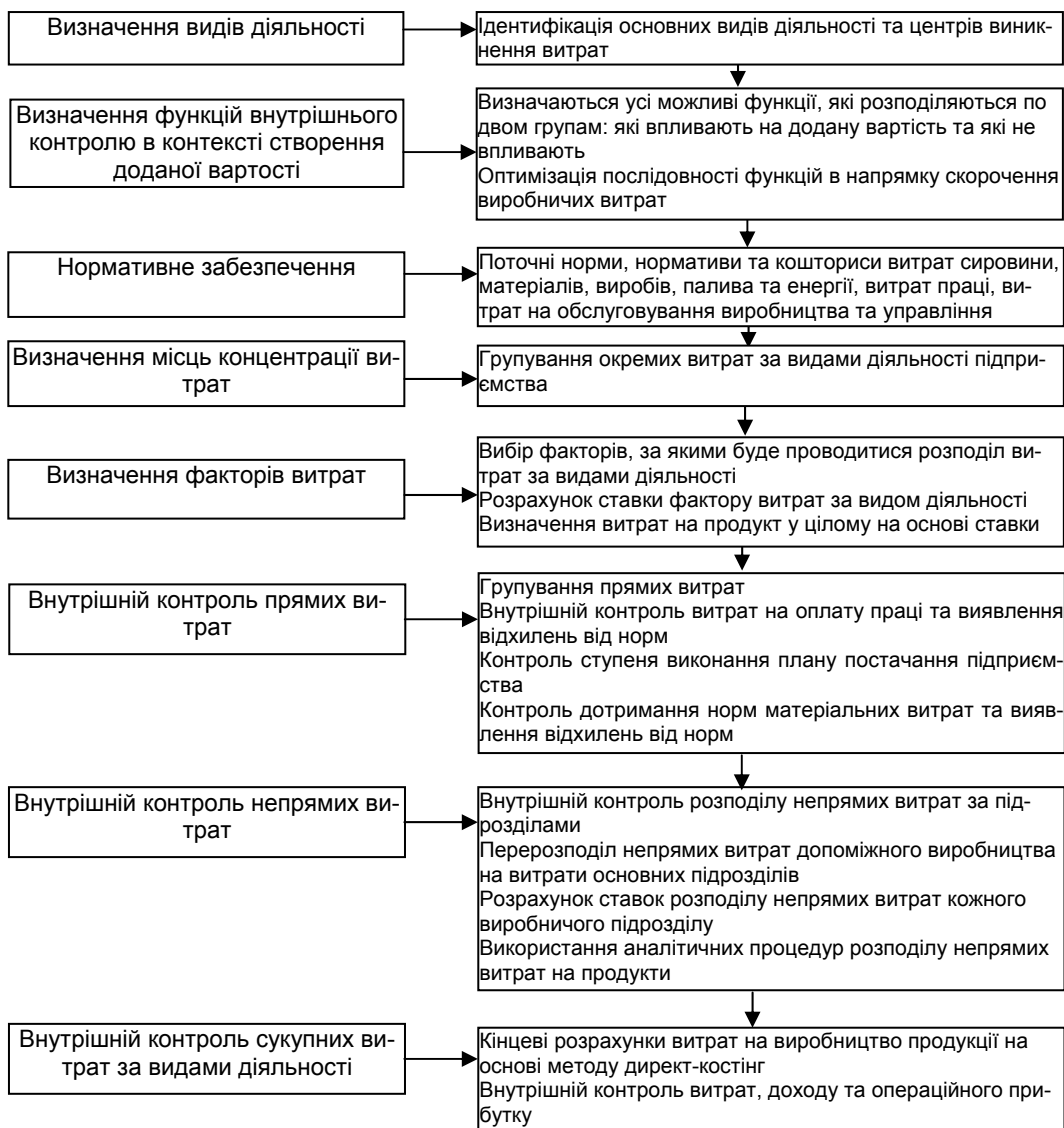 Визначення видів діяльності
Ідентифікація основних видів діяльності та центрів виник-
нення витрат
Визначення функцій внутрішнього
контролю в контексті створення
доданої вартості
Визначаються усі можливі функції, які розподіляються по
двом групам: які впливають на додану вартість та які не
впливають
Оптимізація послідовності функцій в напрямку скорочення
виробничих витрат
Нормативне забезпечення
Поточні норми, нормативи та кошториси витрат сировини,
матеріалів, виробів, палива та енергії, витрат праці, ви-
трат на обслуговування виробництва та управління
Визначення місць концентрації ви-
трат
Групування окремих витрат за видами діяльності підпри-
ємства
Визначення факторів витрат
Вибір факторів, за якими буде проводитися розподіл ви-
трат за видами діяльності
Розрахунок ставки фактору витрат за видом діяльності
Визначення витрат на продукт у цілому на основі ставки
Внутрішній контроль прямих ви-
трат
Групування прямих витрат
Внутрішній контроль витрат на оплату праці та виявлення
відхилень від норм
Контроль ступеня виконання плану постачання підприєм-
ства
Контроль дотримання норм матеріальних витрат та вияв-
лення відхилень від норм
Внутрішній контроль непрямих ви-
трат
Внутрішній контроль розподілу непрямих витрат за під-
розділами
Перерозподіл непрямих витрат допоміжного виробництва
на витрати основних підрозділів
Розрахунок ставок розподілу непрямих витрат кожного
виробничого підрозділу
Використання аналітичних процедур розподілу непрямих
витрат на продукти
Внутрішній контроль сукупних ви-
трат за видами діяльності
Кінцеві розрахунки витрат на виробництво продукції на
основі методу директ-костінг
Внутрішній контроль витрат, доходу та операційного при-
бутку